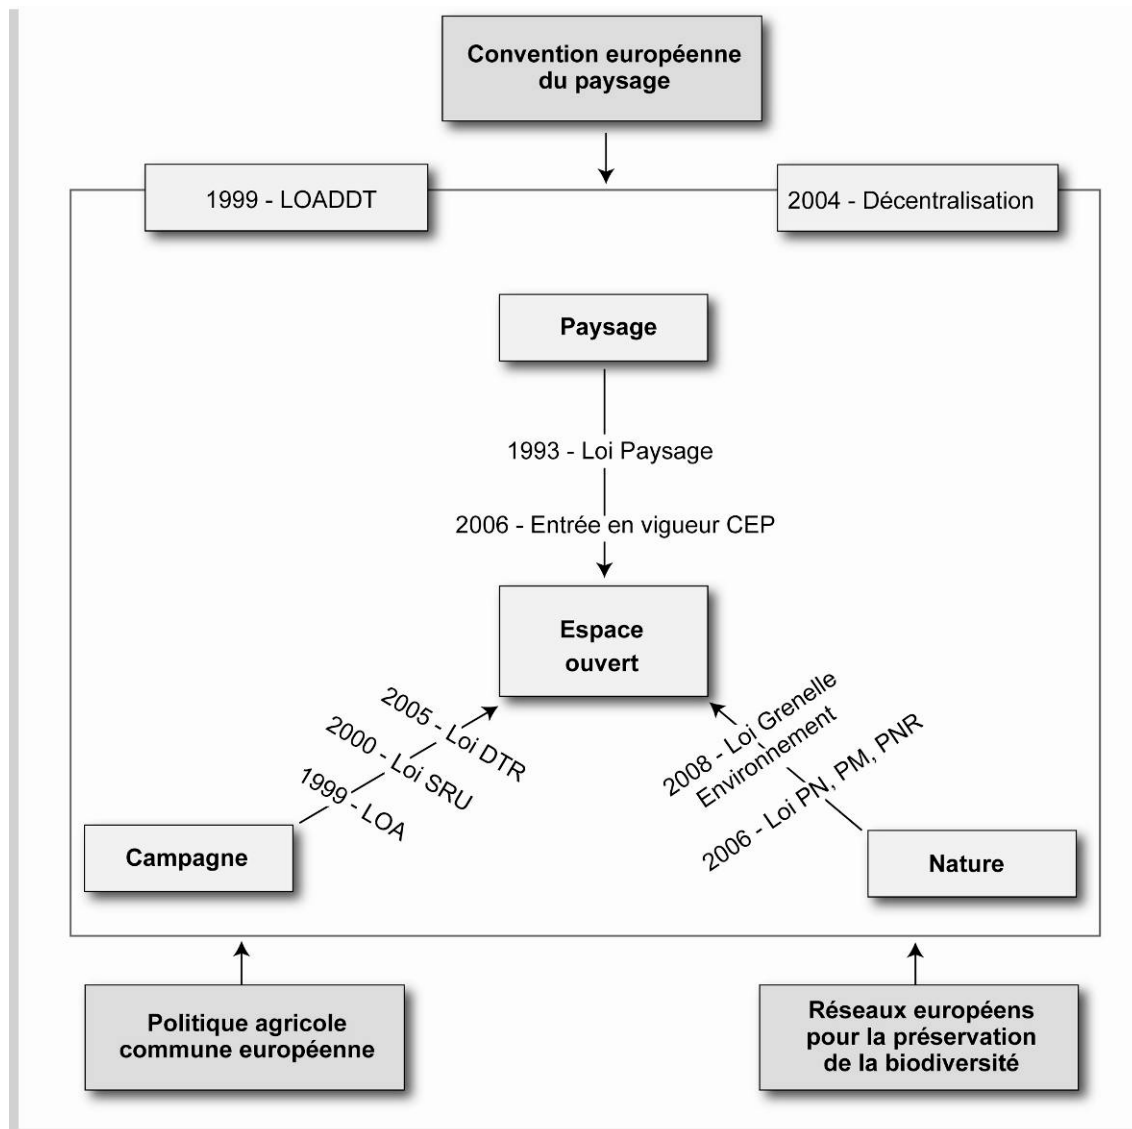 Convention européenne
du paysage
1999 - LOADDT
2004 - Décentralisation
Paysage
1993 - Loi Paysage
2006 - Entrée en vigueur CEP
Espace
ouvert
2005 - Loi DTR
2000 - Loi SRU
1999 - LOA
2008 - Loi Grenelle
Environnement
2006 - Loi PN, PM, PNR
Campagne
Nature
Politique agricole
commune européenne
Réseaux européens
pour la préservation
de la biodiversité